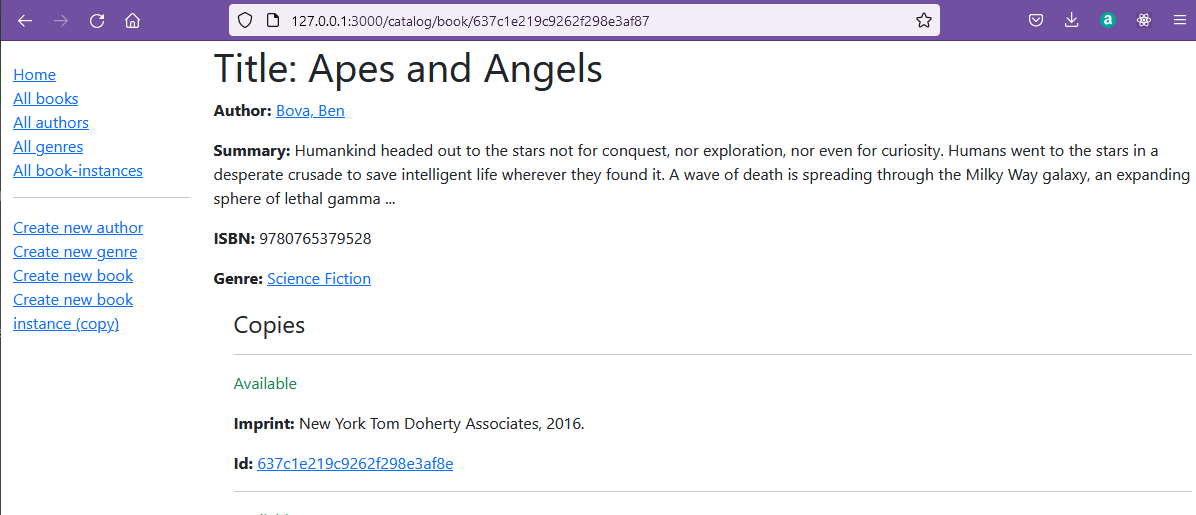 127.0.0.1:3000/catalog/book/637c1e219c9262f298e3af87
a
Home
All books
All authors
All genres
All book-instances
Create new author
Create new genre
Create new book
Create new book
instance (copy)
Title: Apes and Angels
Author: Bova, Ben
Summary: Humankind headed out to the stars not for conquest, nor exploration, nor even for curiosity. Humans went to the stars in a
desperate crusade to save intelligent life wherever they found it. A wave of death is spreading through the Milky Way galaxy, an expanding
sphere of lethal gamma ...
ISBN: 9780765379528
Genre: Science Fiction
Copies
Available
Imprint: New York Tom Doherty Associates, 2016.
Id: 637c1e219c9262f298e3af8e